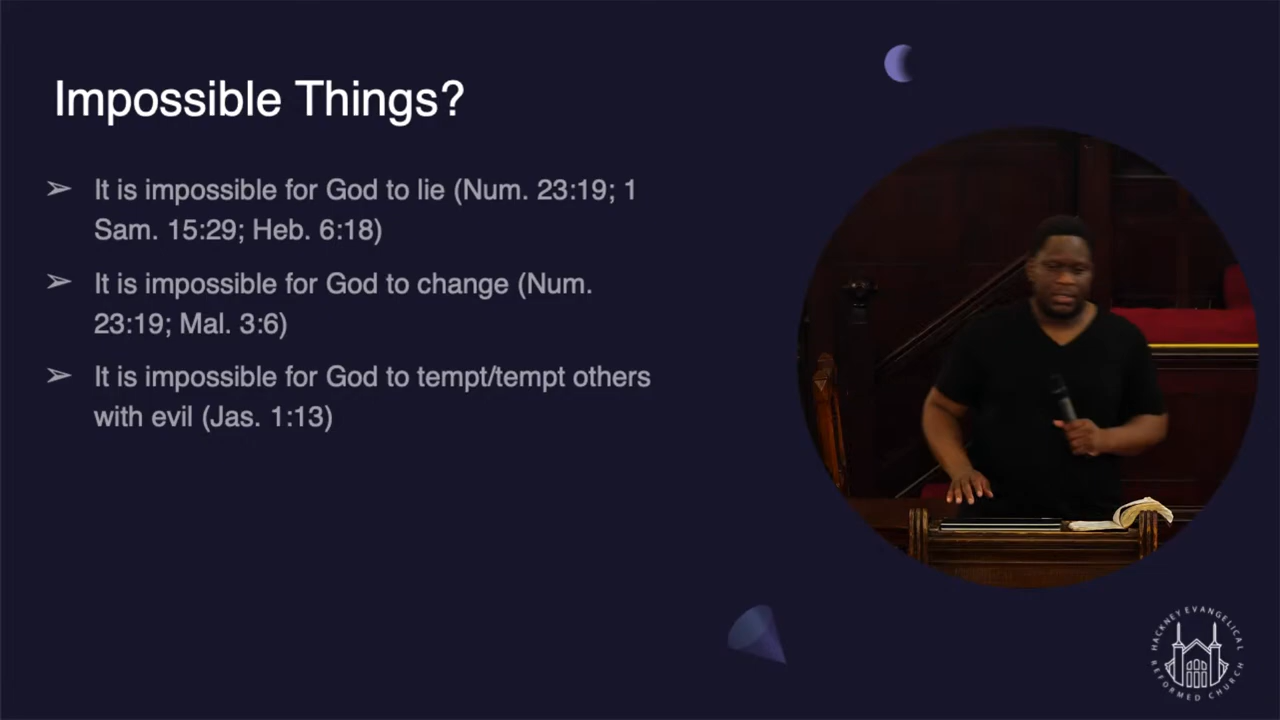 Impossible Things?
➢ It is impossible for God to lie (Num. 23:19; 1
Sam. 15:29; Heb. 6:18)
➢ It is impossible for God to change (Num.
23:19; Mal. 3:6)
➢ It is impossible for God to tempt/tempt others
with evil (Jas. 1:13)
HACKNEY EVANGELICAL
REFORMED CHURCH